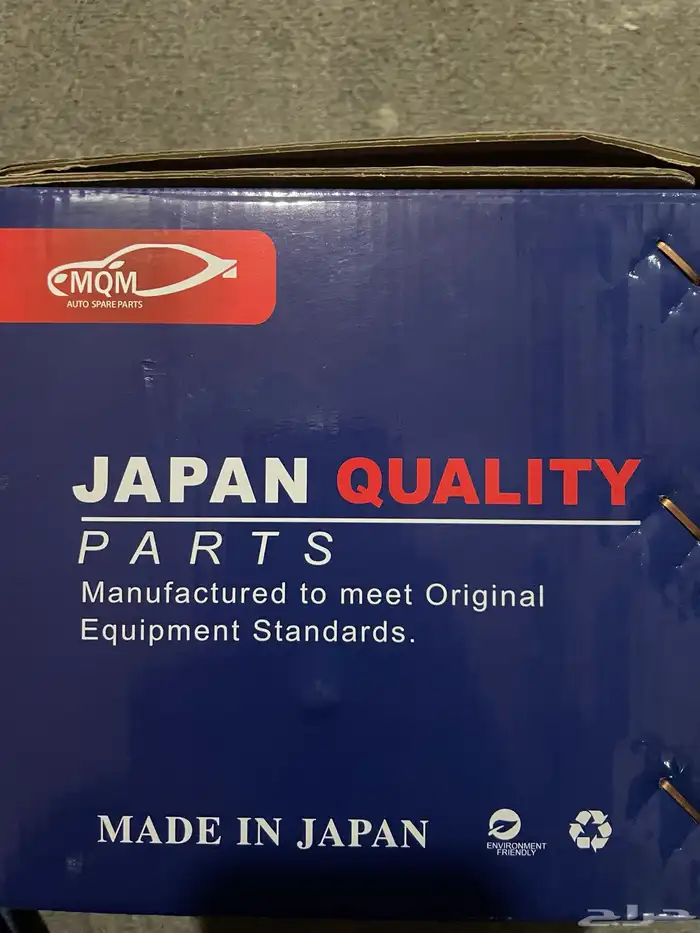 MQM
AUTO SPARE PARTS
JAPAN QUALITY
PARTS
Manufactured to meet Original
Equipment Standards.
MADE IN JAPAN
ENVIRONMENT
FRIENDLY
حراج